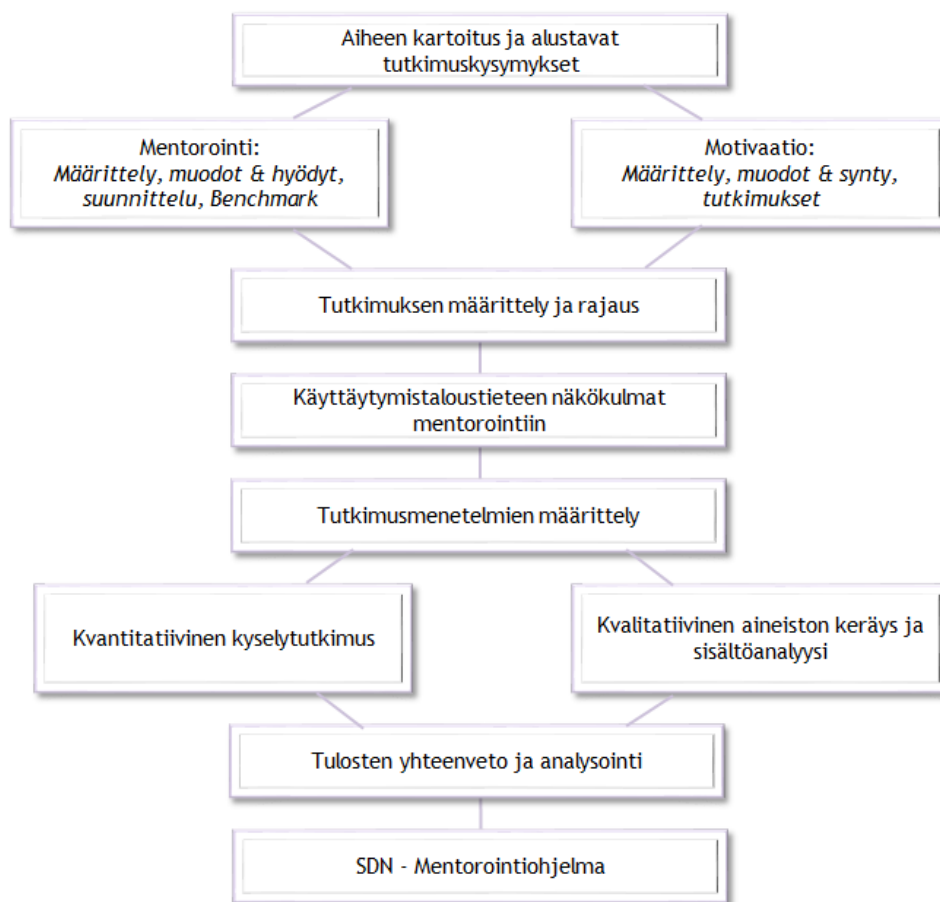 Aiheen kartoitus ja alustavat
tutkimuskysymykset
Mentorointi:
Määrittely, muodot & hyödyt,
suunnittelu, Benchmark
Motivaatio:
Määrittely, muodot & synty,
tutkimukset
Tutkimuksen määrittely ja rajaus
Käyttäytymistaloustieteen näkökulmat
mentorointiin
Tutkimusmenetelmien määrittely
Kvantitatiivinen kyselytutkimus
Kvalitatiivinen aineiston keräys ja
sisältöanalyysi
Tulosten yhteenveto ja analysointi
SDN - Mentorointiohjelma